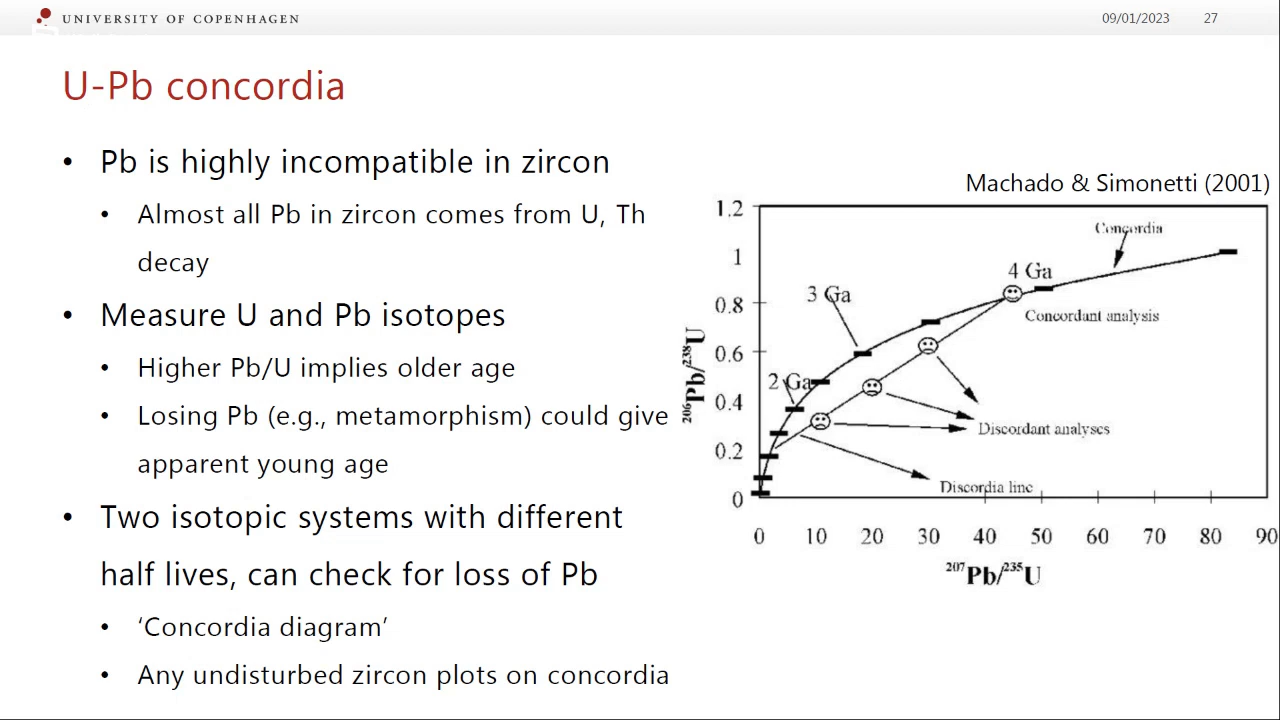 UNIVERSITY OF COPENHAGEN
09/01/2023 27
U-Pb concordia
• Pb is highly incompatible in zircon
• Almost all Pb in zircon comes from U, Th
decay
• Measure U and Pb isotopes
• Higher Pb/U implies older age
• Losing Pb (e.g., metamorphism) could give
apparent young age
• Two isotopic systems with different
half lives, can check for loss of Pb
• ‘Concordia diagram’
• Any undisturbed zircon plots on concordia
Machado & Simonetti (2001)
1.2
1
0.8
0.6
0.4
0.2
0
²⁰⁶Pb/²³⁸U
Concordia
4 Ga
3 Ga
Concordant analysis
2 Ga
Discordant analyses
Discordia line
0 10 20 30 40 50 60 70 80 90
²⁰⁷Pb/²³⁵U